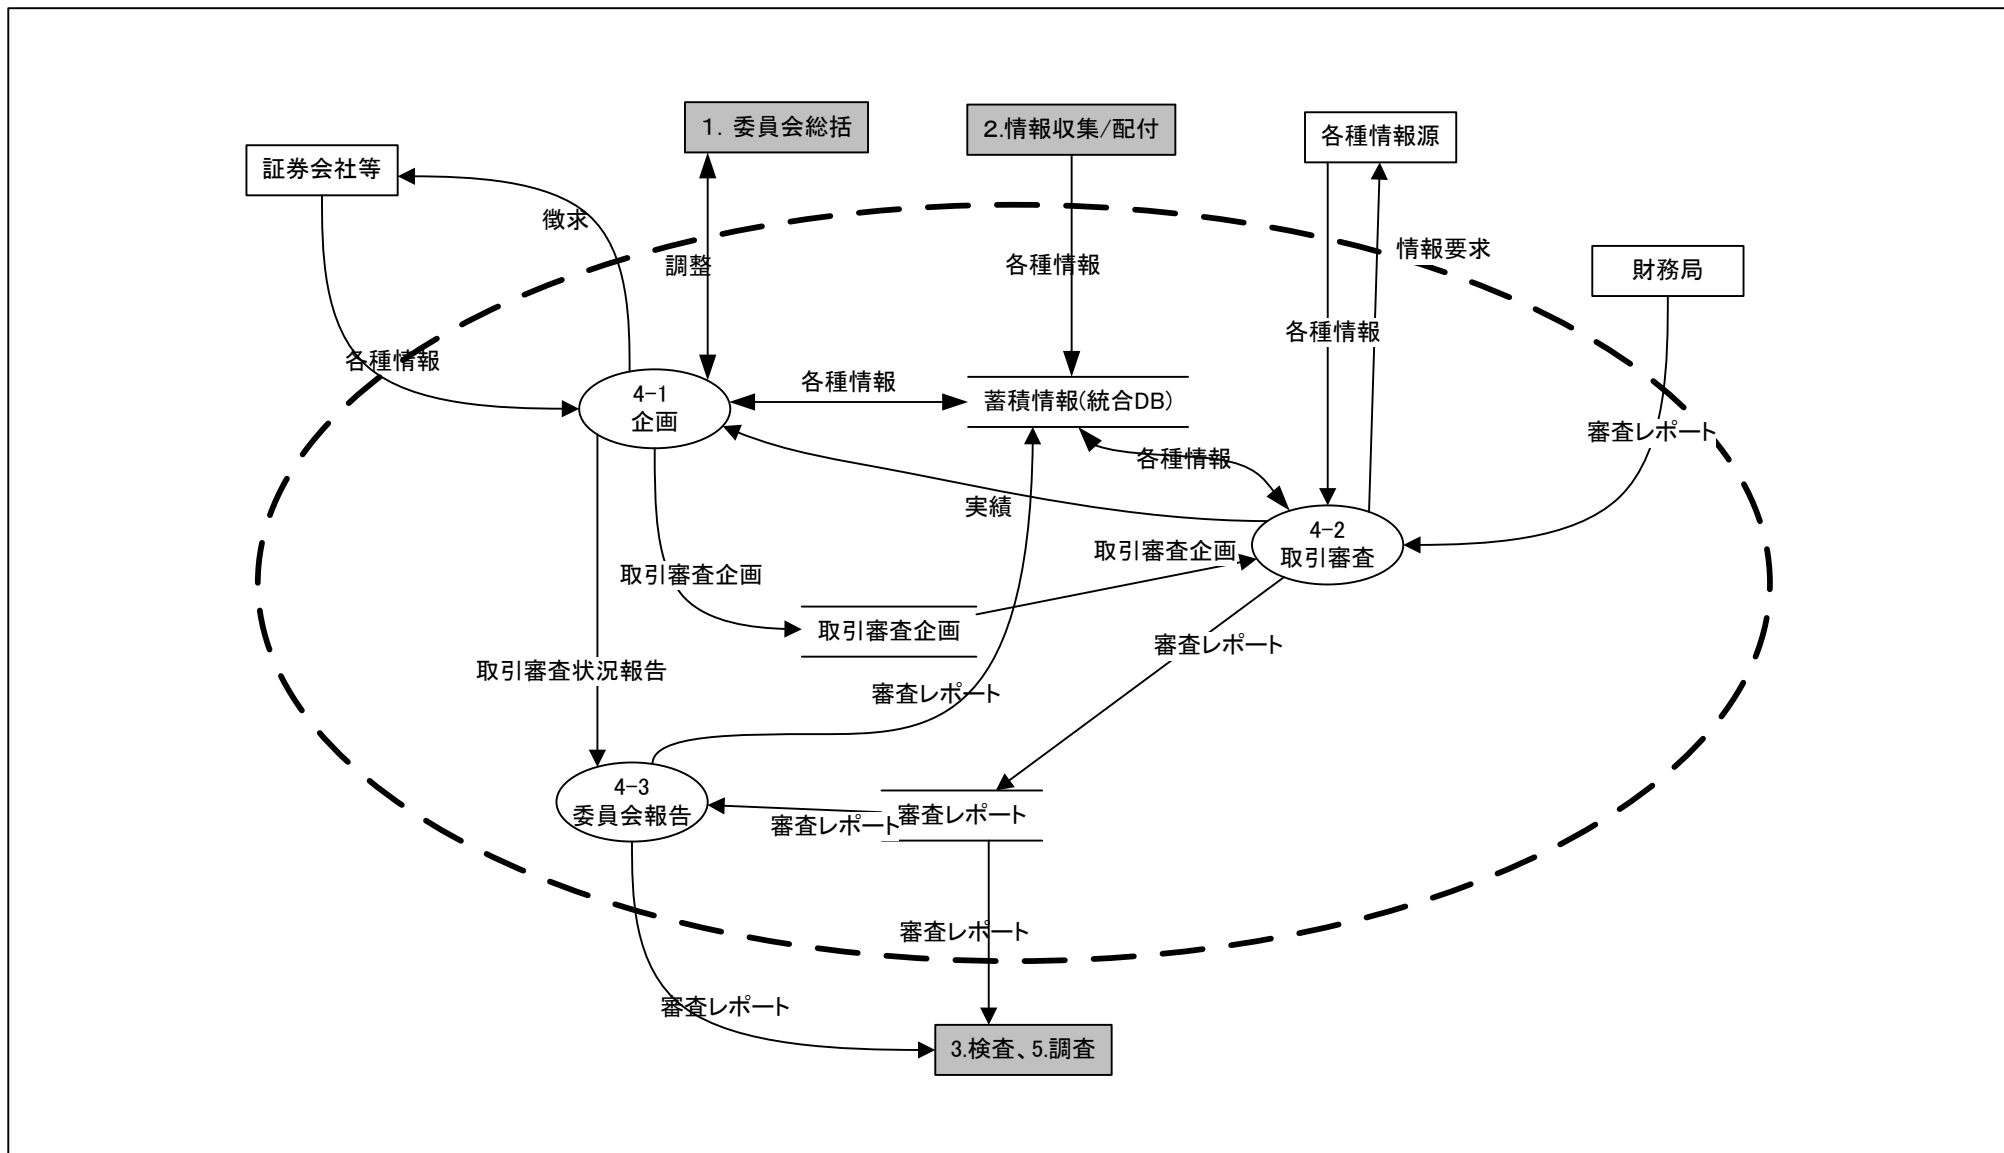 1. 委員会総括
2.情報収集/配付
各種情報源
証券会社等
徴求
調整
各種情報
情報要求
財務局
各種情報
各種情報
各種情報
4-1
企画
蓄積情報(統合DB)
審査レポート
各種情報
実績
4-2
取引審査
取引審査企画
取引審査企画
取引審査企画
審査レポート
取引審査状況報告
審査レポート
4-3
委員会報告
審査レポート
審査レポート
審査レポート
審査レポート
3.検査、5.調査